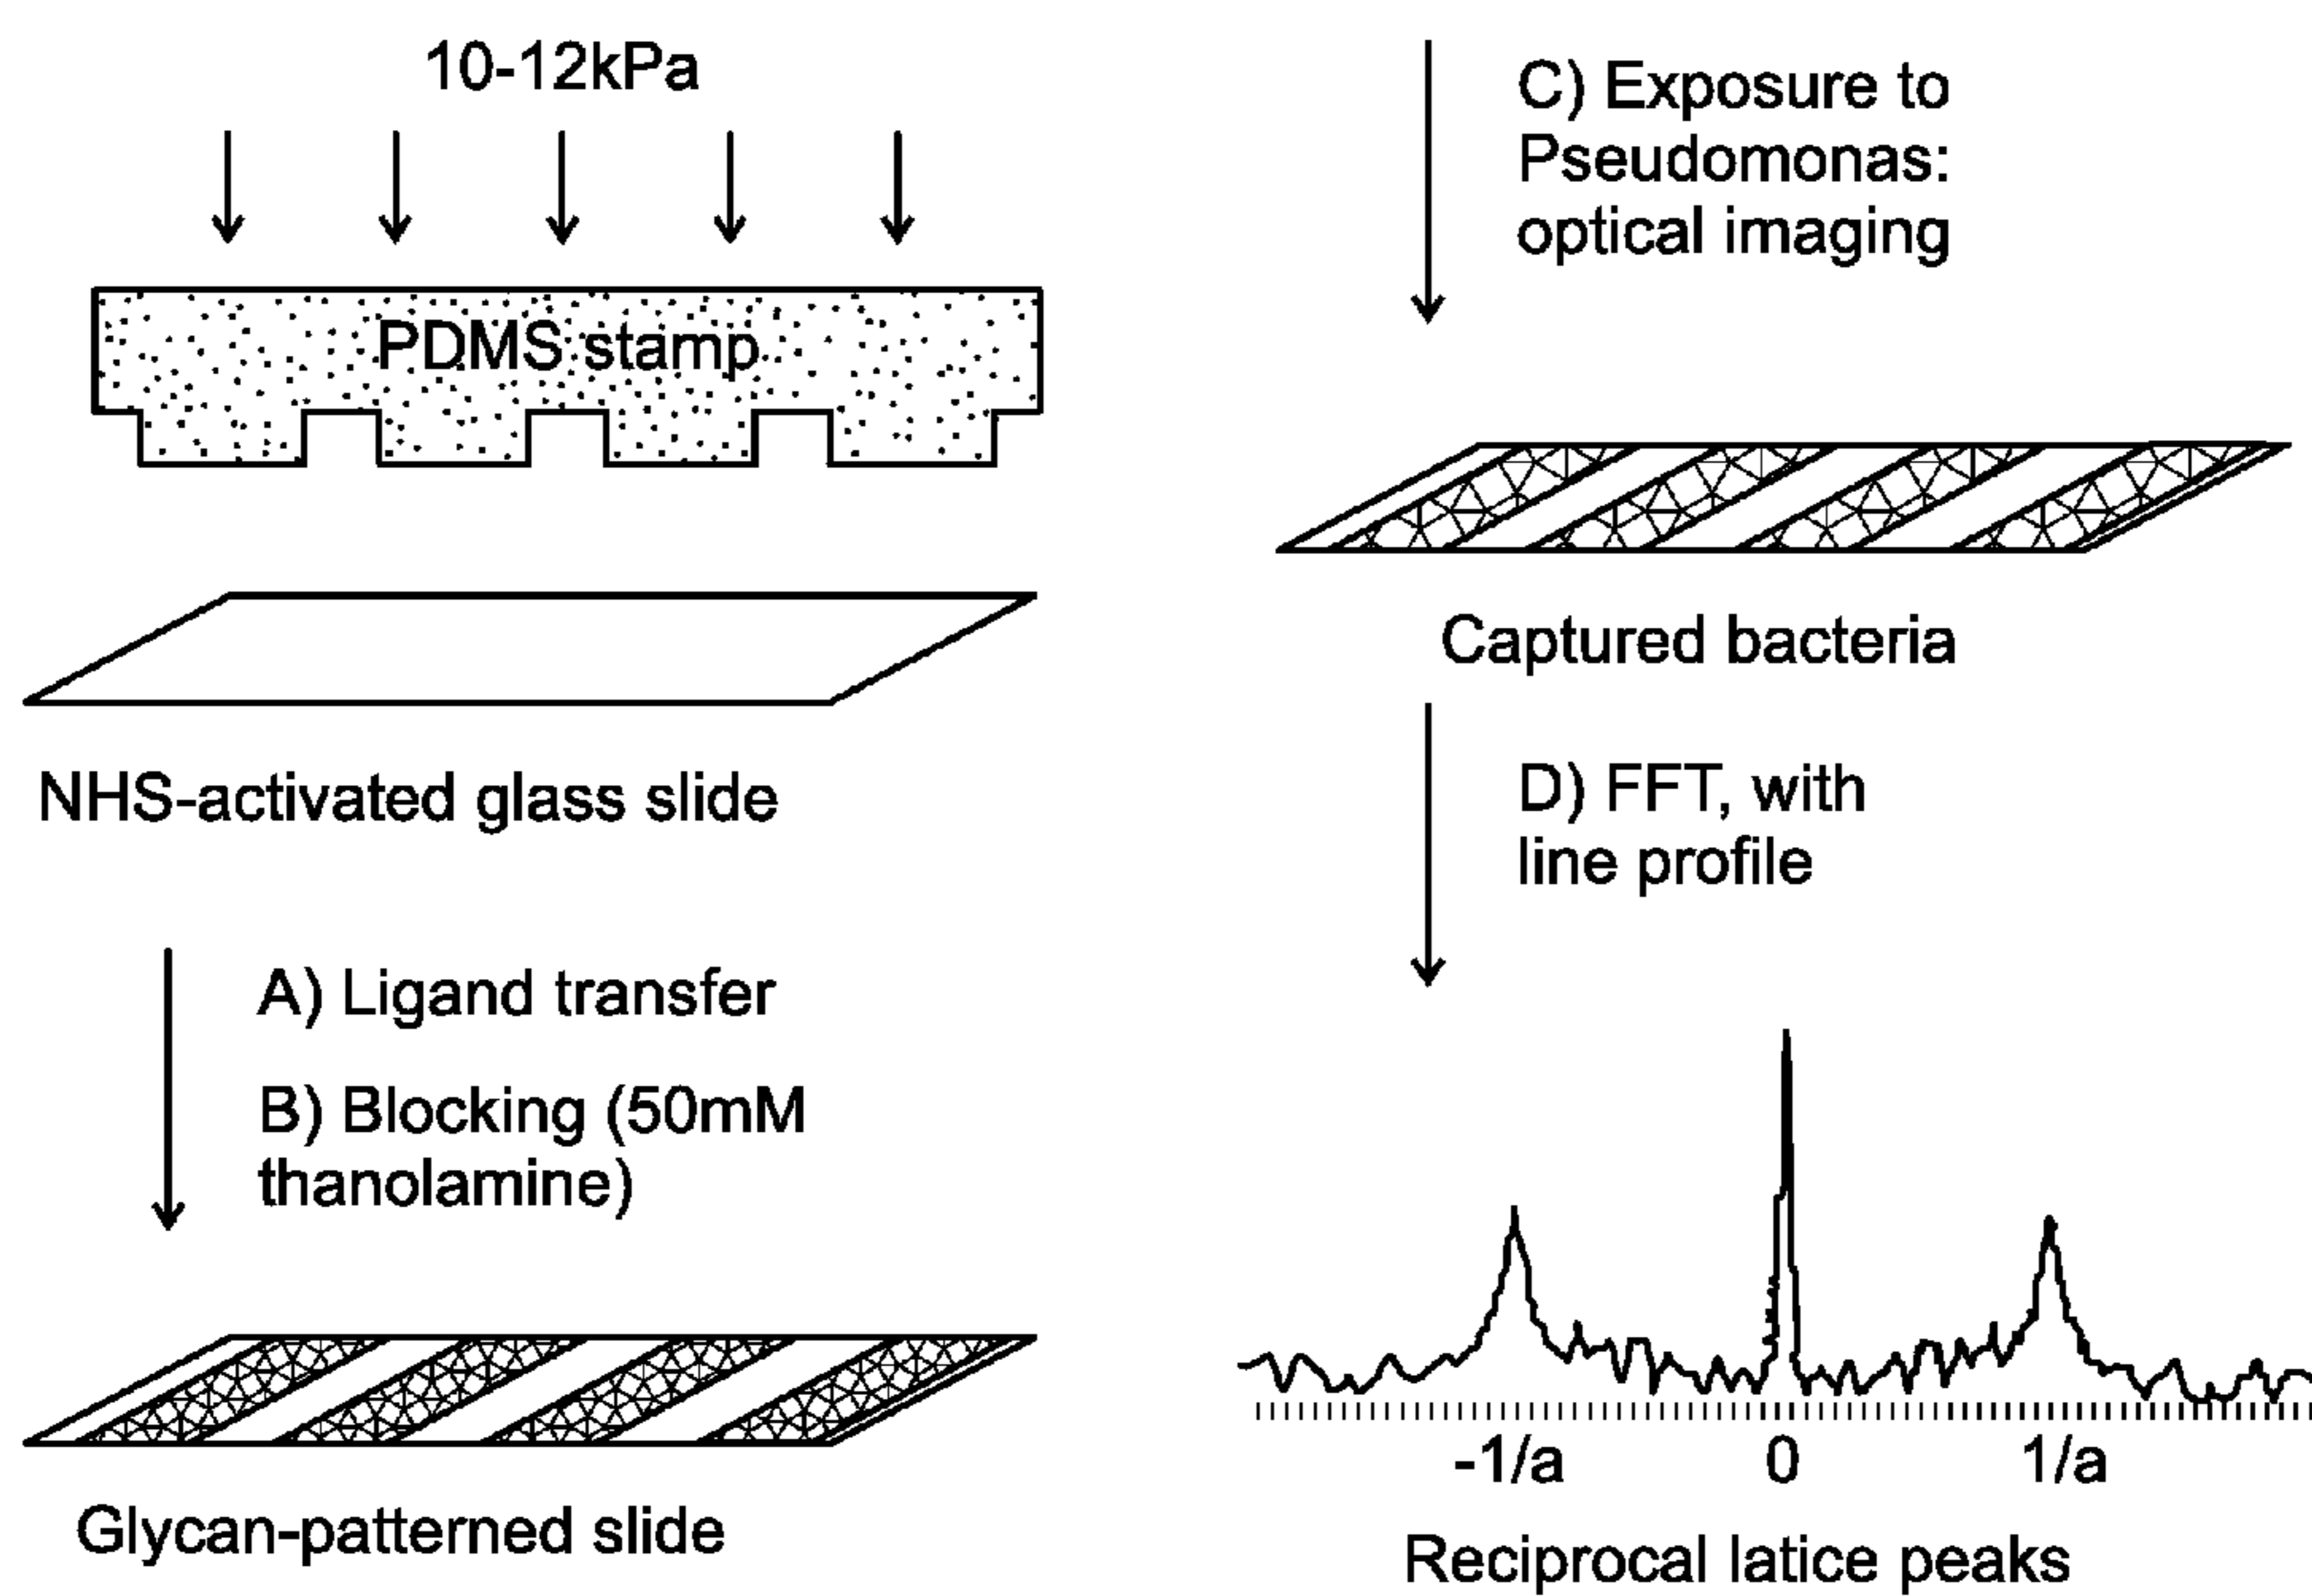 10-12kPa
PDMS stamp
NHS-activated glass slide
A) Ligand transfer
B) Blocking (50mM
thanolamine)
Glycan-patterned slide
C) Exposure to
Pseudomonas:
optical imaging
Captured bacteria
D) FFT, with
line profile
-1/a 0 1/a
Reciprocal latice peaks